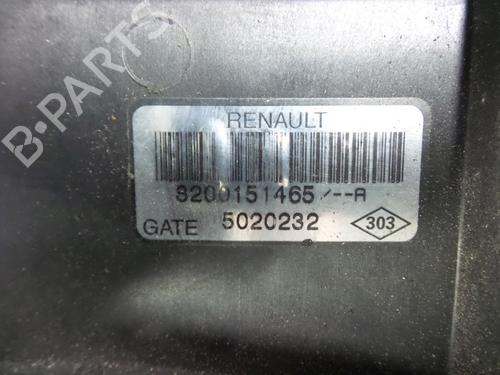 B-PARTS
RENAULT
8200151465/--A
GATE 5020232 303